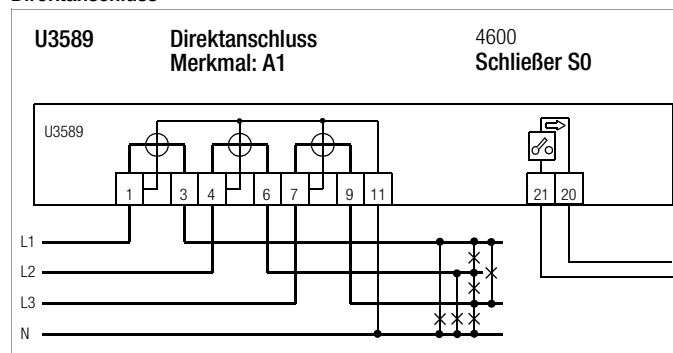 U3589 Direktanschluss 4600
Merkmal: A1 Schließer S0
U3589
1 3 4 6 7 9 11 21 20
L1
L2
L3
N